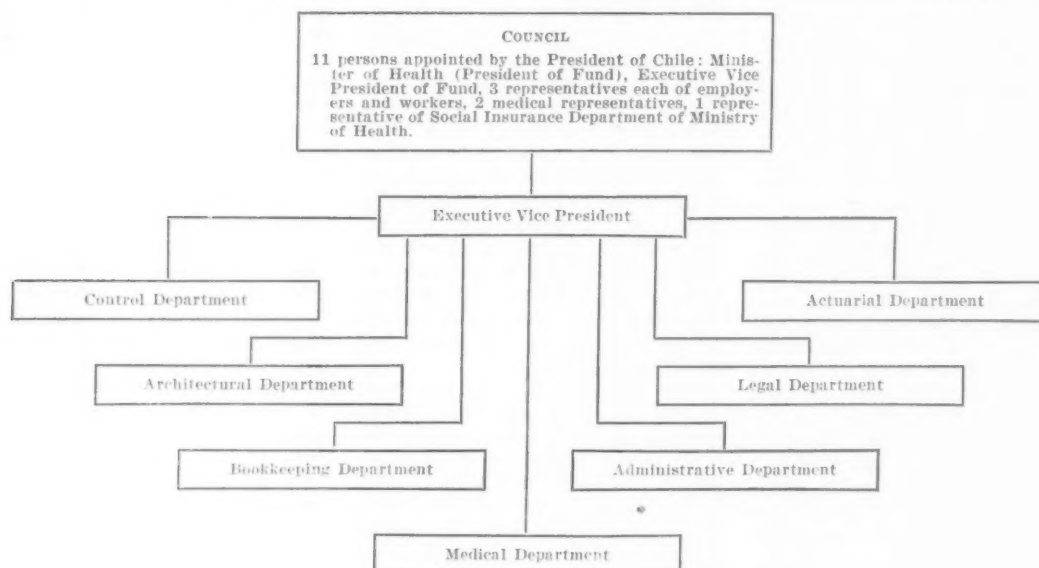 COUNCIL
11 persons appointed by the President of Chile: Minis-
ter of Health (President of Fund), Executive Vice
President of Fund, 3 representatives each of employ-
ers and workers, 2 medical representatives, 1 repre-
sentative of Social Insurance Department of Ministry
of Health.
Executive Vice President
Control Department
Actuarial Department
Architectural Department
Legal Department
Bookkeeping Department
Administrative Department
Medical Department